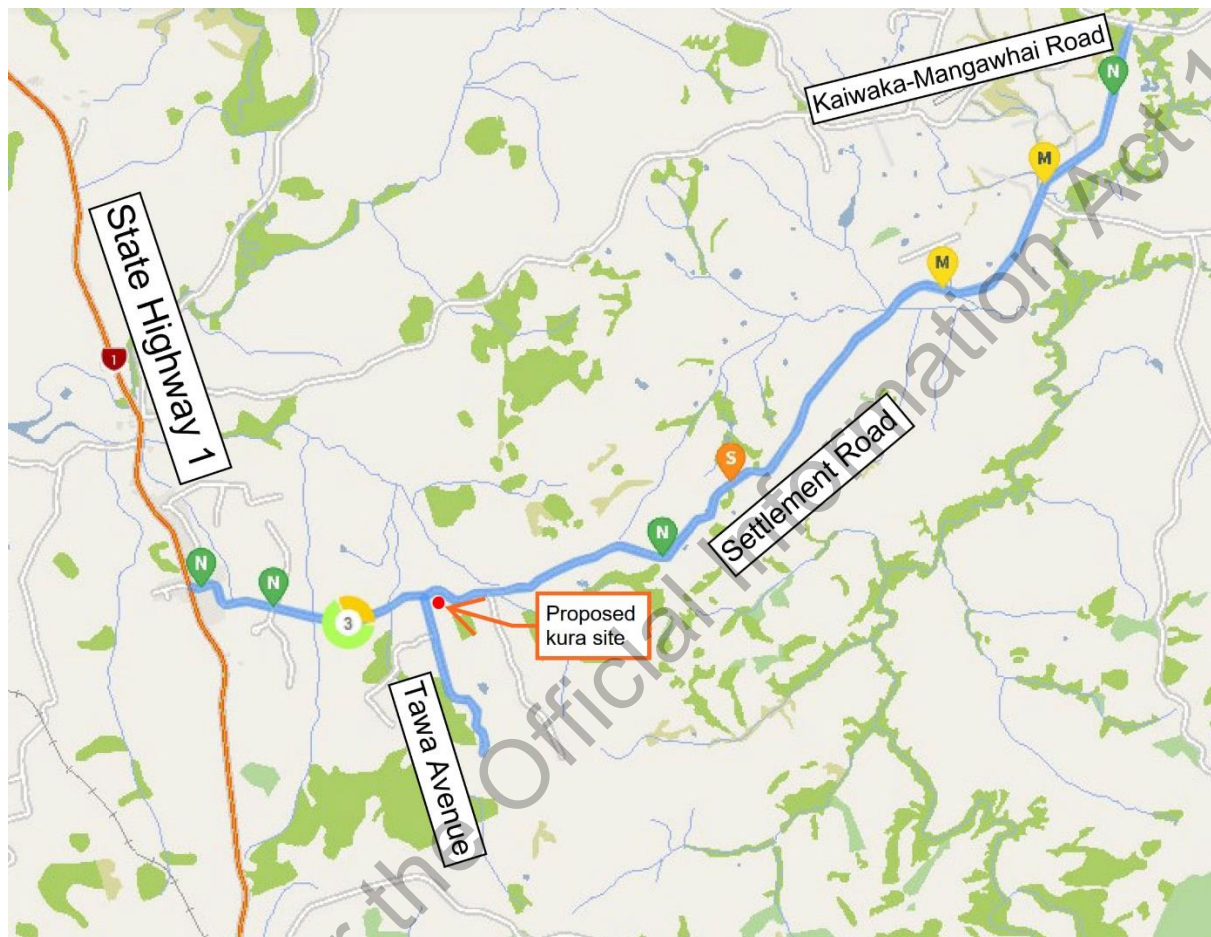 Kaiwaka-Mangawhai Road
N
M
State Highway 1
M
1
Settlement Road
S
N
N
N
3
Proposed
kura site
Tawa Avenue
the Official Information Act 1